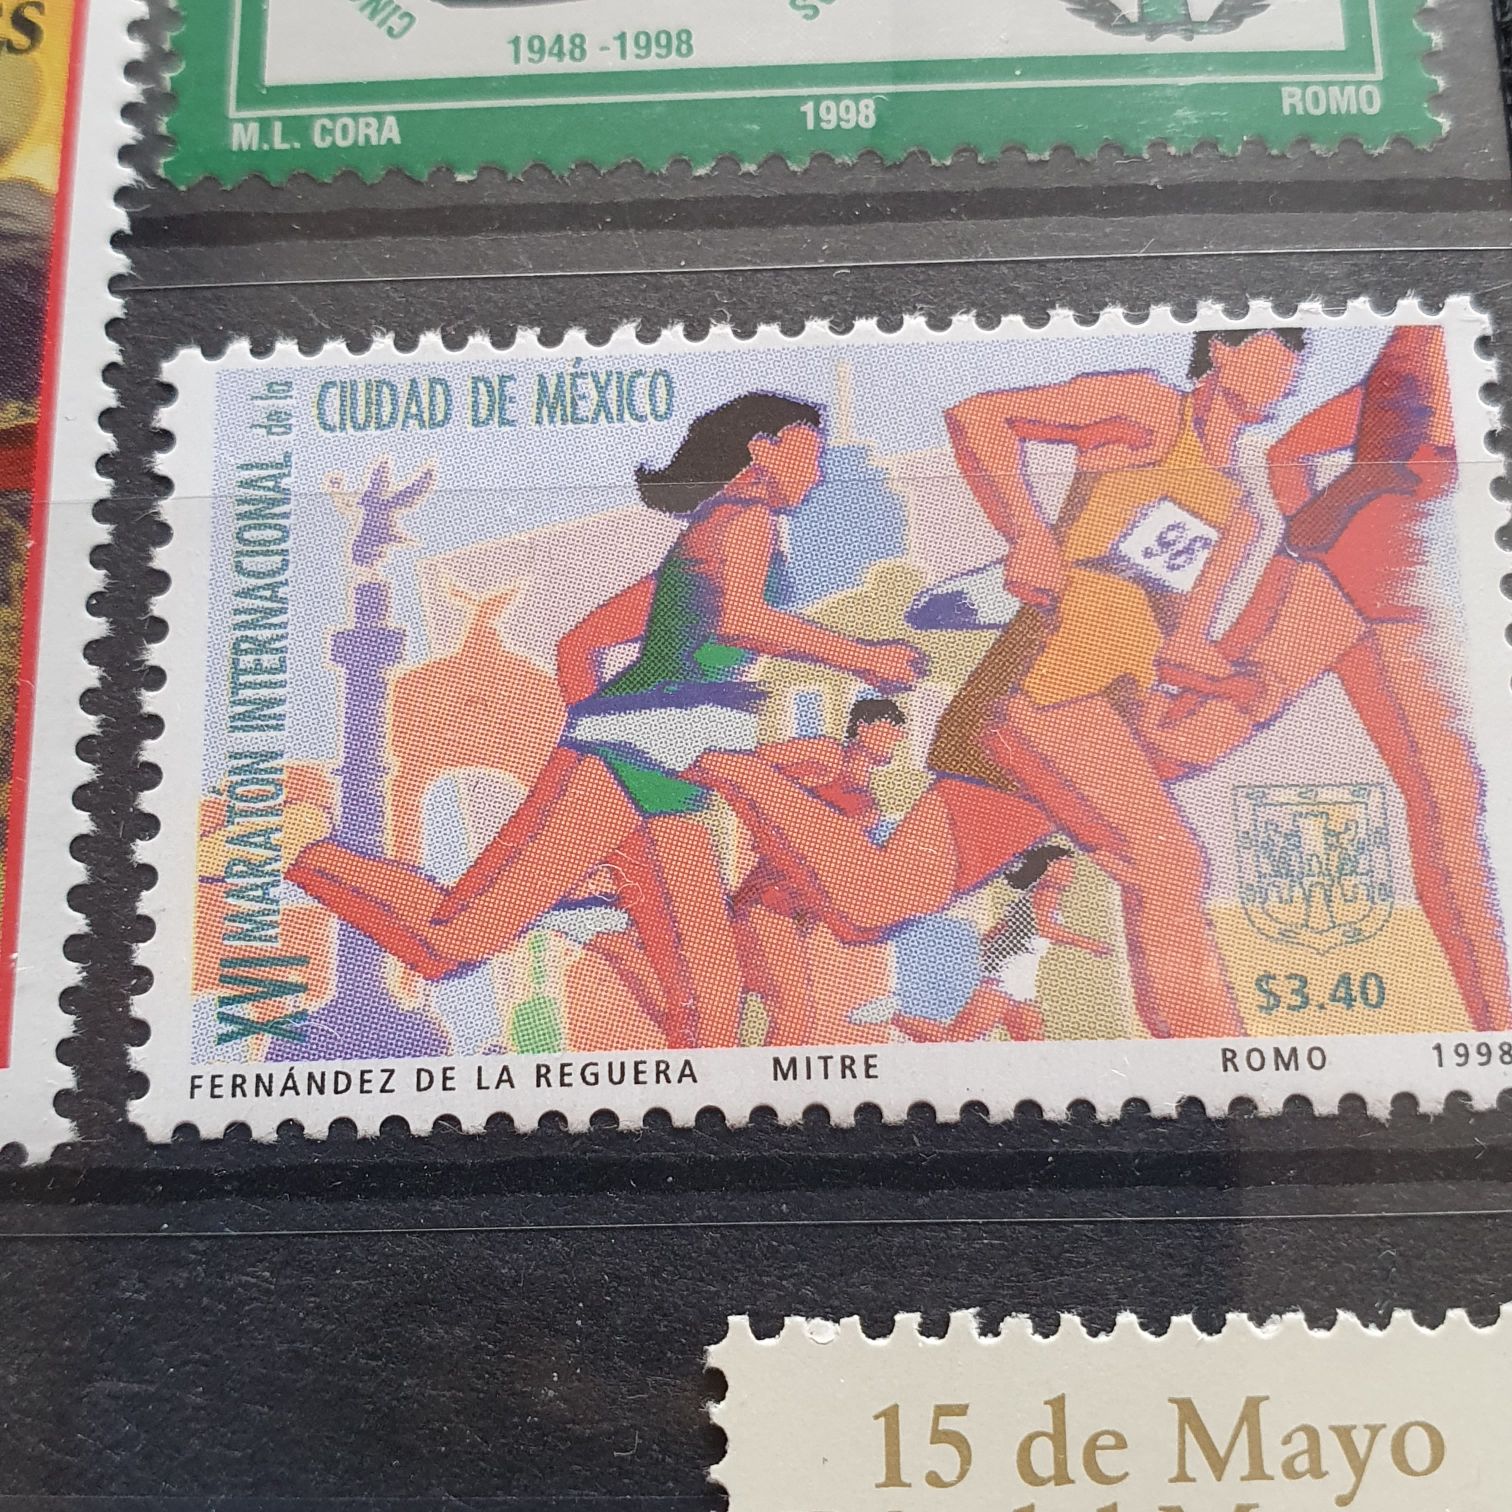 1948 -1998
M.L. CORA 1998 ROMO
XVI MARATÓN INTERNACIONAL de la
CIUDAD DE MÉXICO
98
$3.40
FERNÁNDEZ DE LA REGUERA MITRE ROMO 1998
15 de Mayo